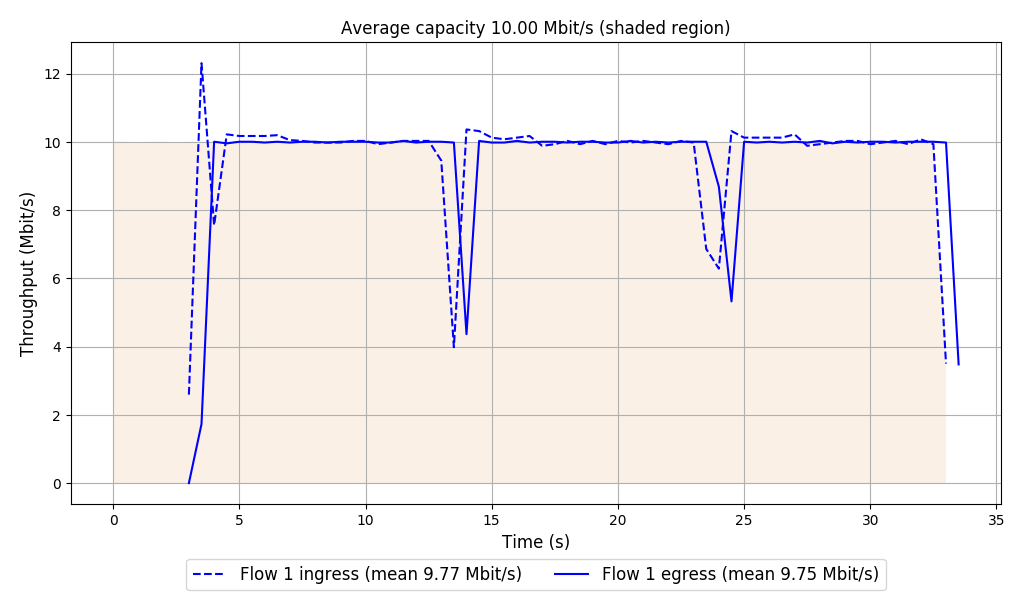 Average capacity 10.00 Mbit/s (shaded region)
Throughput (Mbit/s)
12
10
8
6
4
2
0
0 5 10 15 20 25 30 35
Time (s)
Flow 1 ingress (mean 9.77 Mbit/s) Flow 1 egress (mean 9.75 Mbit/s)